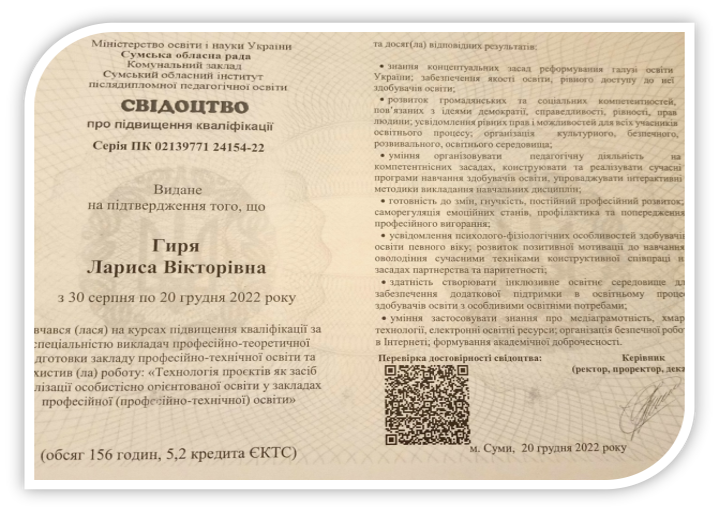 Міністерство освіти і науки України
Сумська обласна рада
Комунальний заклад
Сумський обласний інститут
післядипломної педагогічної освіти
СВІДОЦТВО
про підвищення кваліфікації
Серія ПК 02139771 24154-22
Видане
на підтвердження того, що
Гиря
Лариса Вікторівна
з 30 серпня по 20 грудня 2022 року
вчався (лася) на курсах підвищення кваліфікації за
спеціальністю викладач професійно-теоретичної
дготовки закладу професійно-технічної освіти та
хистив (ла) роботу: «Технологія проєктів як засіб
лізації особистісно орієнтованої освіти у закладах
професійної (професійно-технічної) освіти»
(обсяг 156 годин, 5,2 кредита ЄКТС)
та досяг(ла) відповідних результатів:
• знання концептуальних засад реформування галузі освіти
України; забезпечення якості освіти, рівного доступу до неї
здобувачів освіти;
• розвиток громадянських та соціальних компетентностей,
пов’язаних з ідеями демократії, справедливості, рівності, прав
людини; усвідомлення рівних прав і можливостей для всіх учасників
освітнього процесу; організація культурного, безпечного,
розвивального, освітнього середовища;
• уміння організовувати педагогічну діяльність на
компетентнісних засадах, конструювати та реалізувати сучасні
програми навчання здобувачів освіти, упроваджувати інтерактивні
методики викладання навчальних дисциплін;
• готовність до змін, гнучкість, постійний професійний розвиток;
саморегуляція емоційних станів, профілактика та попередження
професійного вигорання;
• усвідомлення психолого-фізіологічних особливостей здобувачів
освіти певного віку; розвиток позитивної мотивації до навчання,
оволодіння сучасними техніками конструктивної співпраці н
засадах партнерства та паритетності;
• здатність створювати інклюзивне освітнє середовище дл
забезпечення додаткової підтримки в освітньому проце
здобувачів освіти з особливими освітніми потребами;
• уміння застосовувати знання про медіаграмотність, хмар
технології, електронні освітні ресурси; організація безпечної робот
в Інтернеті; формування академічної доброчесності.
Перевірка достовірності свідоцтва: Керівник
(ректор, проректор, дека
м. Суми, 20 грудня 2022 року